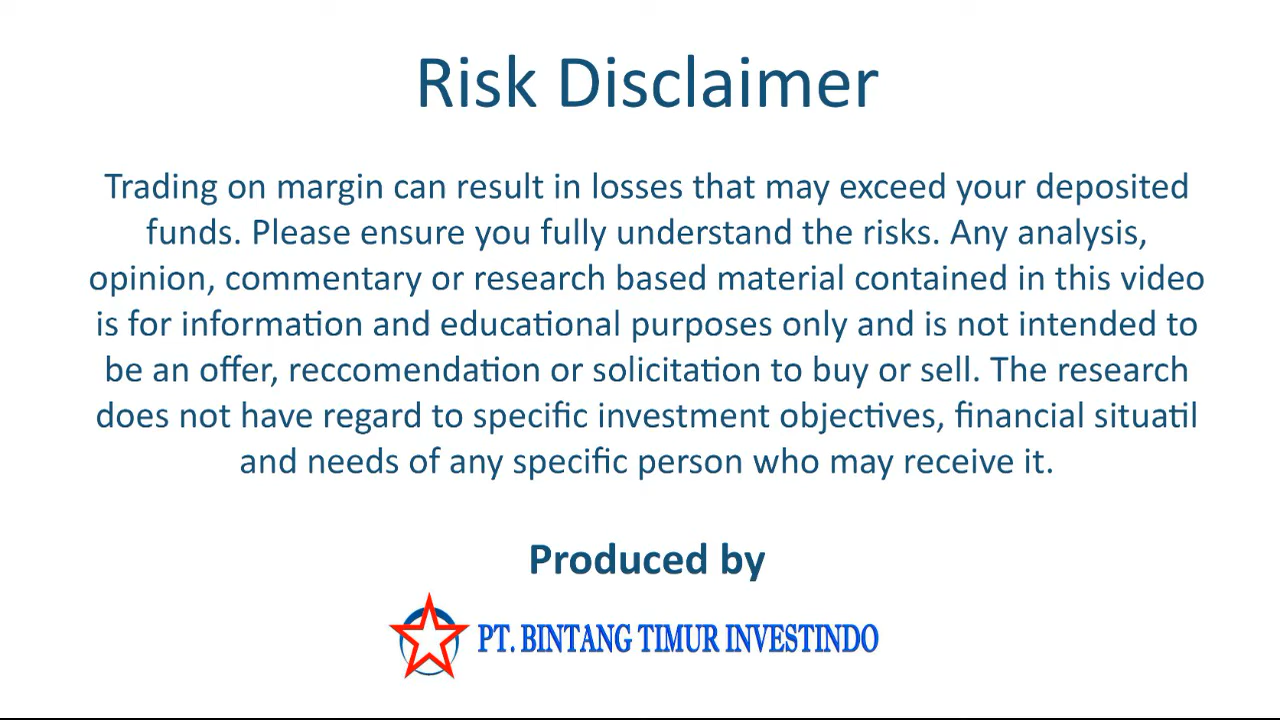 Risk Disclaimer
Trading on margin can result in losses that may exceed your deposited
funds. Please ensure you fully understand the risks. Any analysis,
opinion, commentary or research based material contained in this video
is for information and educational purposes only and is not intended to
be an offer, reccomendation or solicitation to buy or sell. The research
does not have regard to specific investment objectives, financial situatil
and needs of any specific person who may receive it.
Produced by
PT. BINTANG TIMUR INVESTINDO